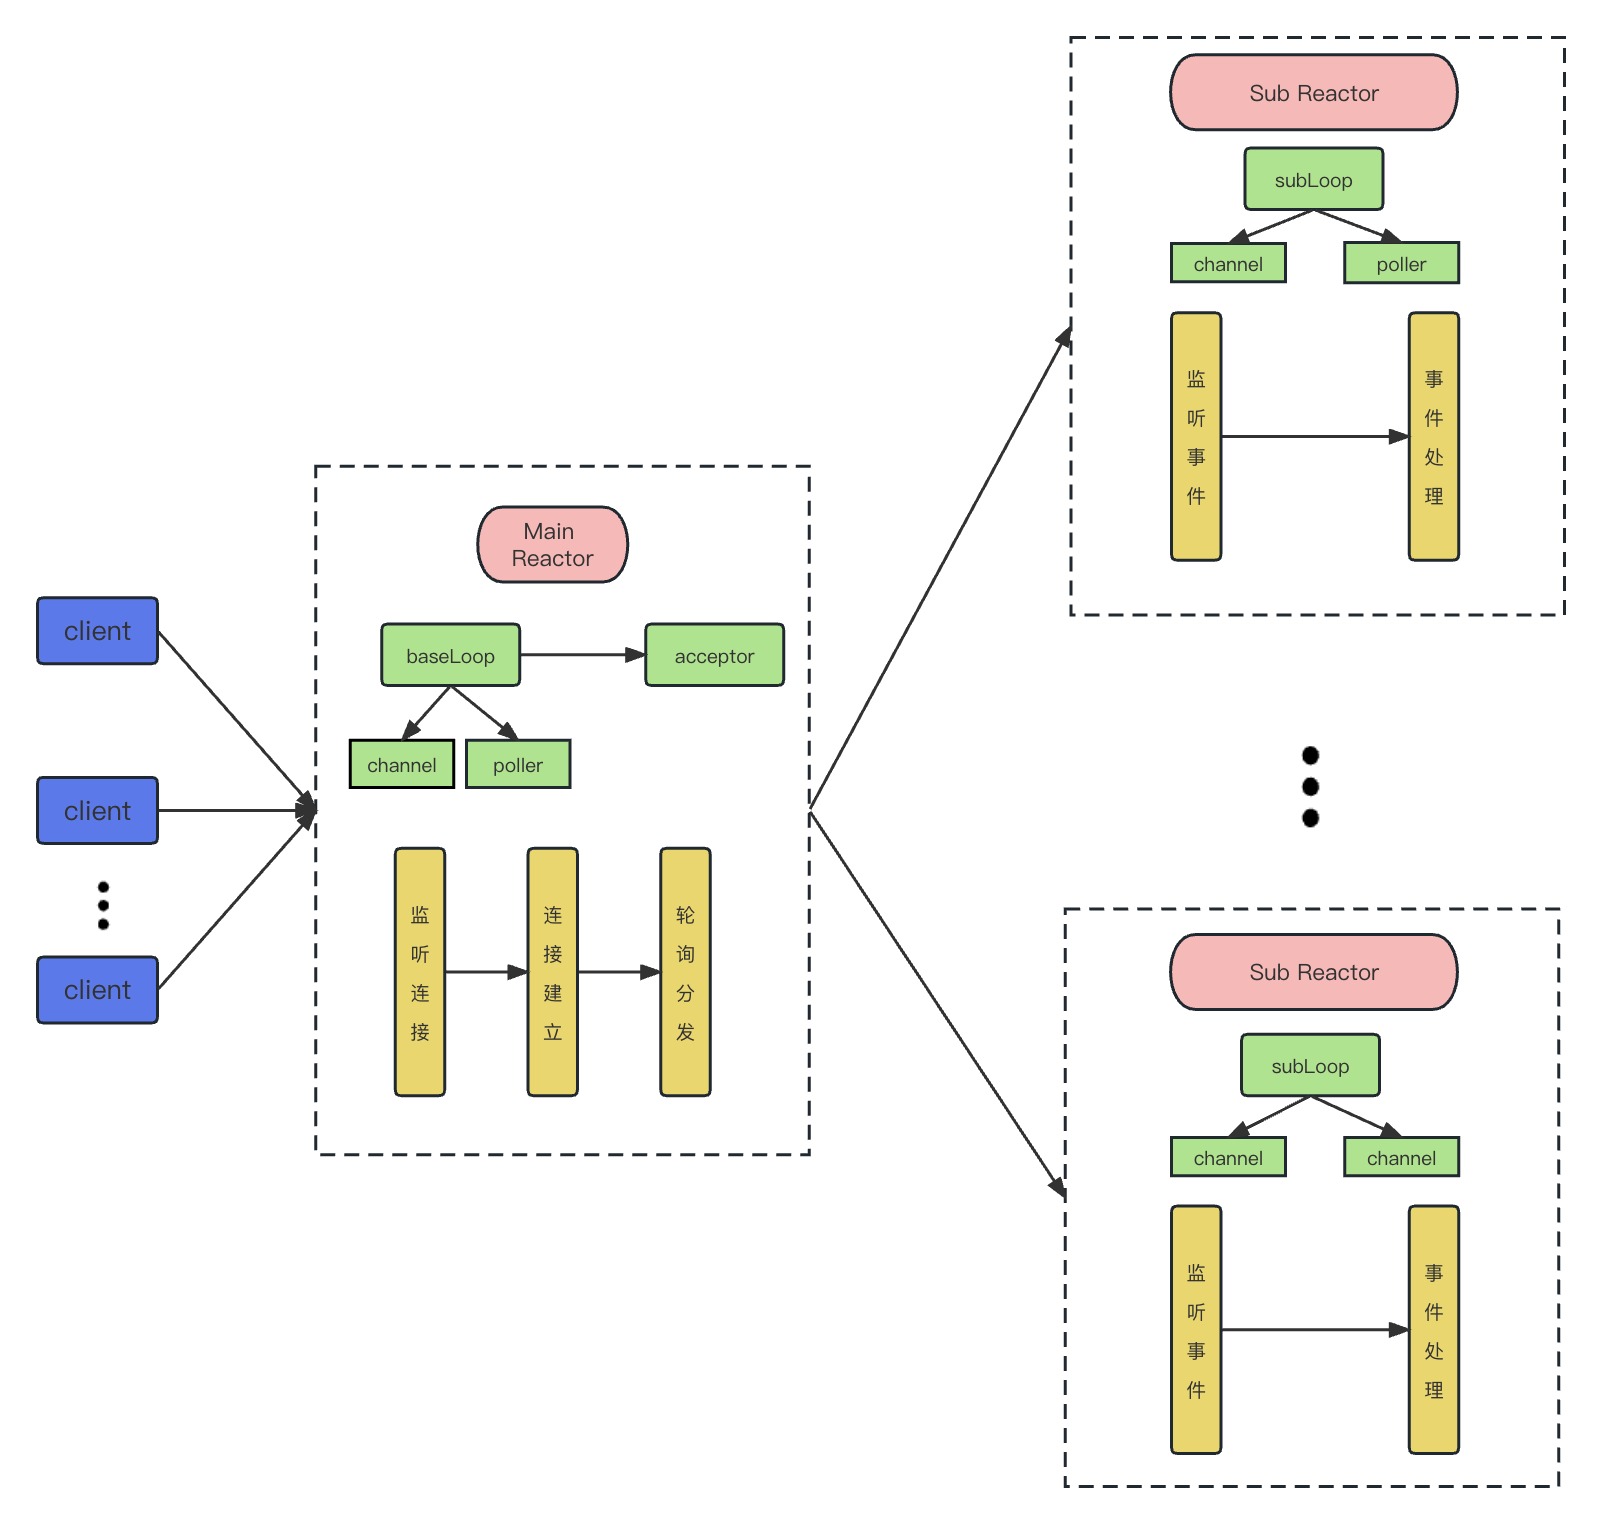 client
client
client
Main
Reactor
baseLoop
acceptor
channel
poller
监听连接
连接建立
轮询分发
Sub Reactor
subLoop
channel
poller
监听事件
事件处理
Sub Reactor
subLoop
channel
channel
监听事件
事件处理